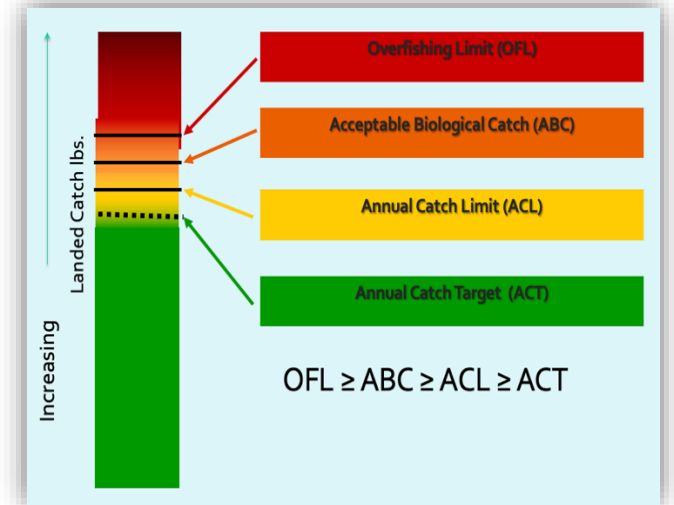 Overfishing Limit (OFL)
Acceptable Biological Catch (ABC)
Annual Catch Limit (ACL)
Annual Catch Target (ACT)
OFL ≥ ABC ≥ ACL ≥ ACT
Landed Catch lbs.
Increasing